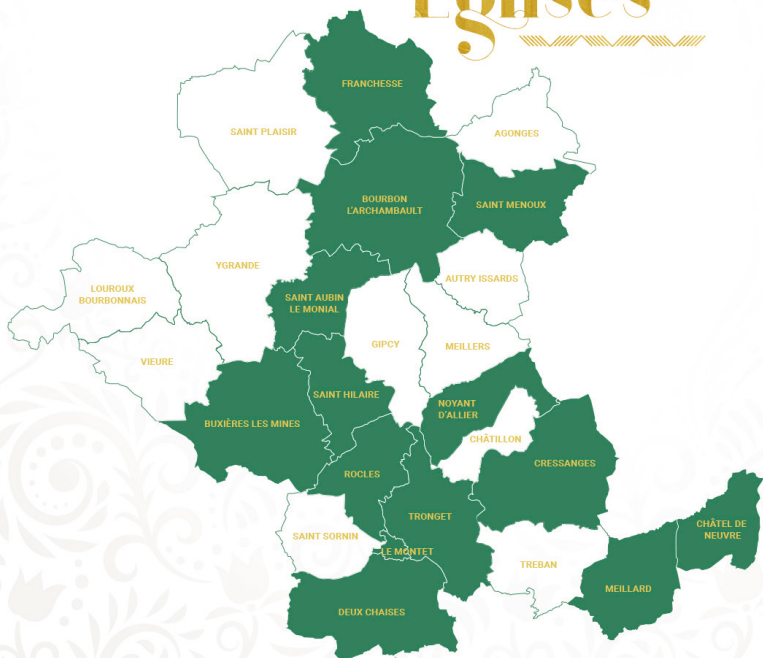 Églises
FRANCHESSE
SAINT PLAISIR
AGONGES
BOURBON
L'ARCHAMBAULT
SAINT MENOUX
YGRANDE
AUTRY ISSARDS
LOUROUX
BOURBONNAIS
SAINT AUBIN
LE MONIAL
GIPCY
MEILLERS
VIEURE
SAINT HILAIRE
NOYANT
D'ALLIER
BUXIÈRES LES MINES
CHÂTILLON
ROCLES
CRESSANGES
TRONGET
CHÂTEL DE
NEUVRE
SAINT SORNIN
LE MONTET
TREBAN
MEILLARD
DEUX CHAISES